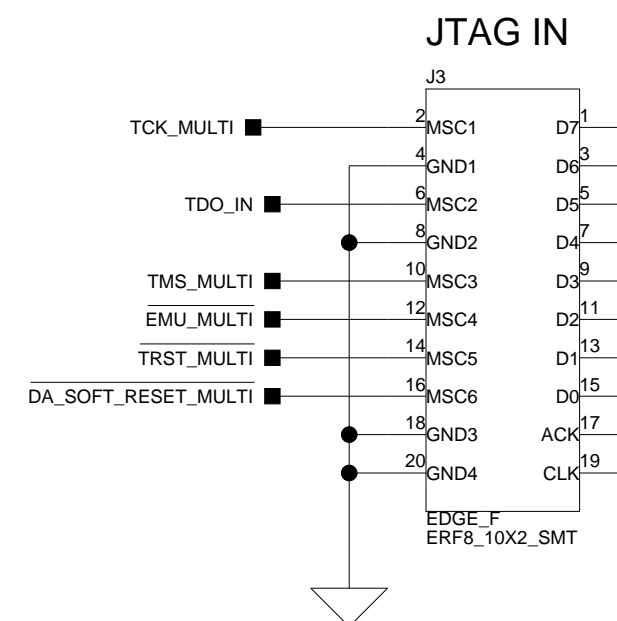 JTAG IN
J3
TCK_MULTI 2 MSC1 D7 1
4 GND1 D6 3
TDO_IN 6 MSC2 D5 5
8 GND2 D4 7
TMS_MULTI 10 MSC3 D3 9
EMU_MULTI 12 MSC4 D2 11
TRST_MULTI 14 MSC5 D1 13
DA_SOFT_RESET_MULTI 16 MSC6 D0 15
18 GND3 ACK 17
20 GND4 CLK 19
EDGE_F
ERF8_10X2_SMT